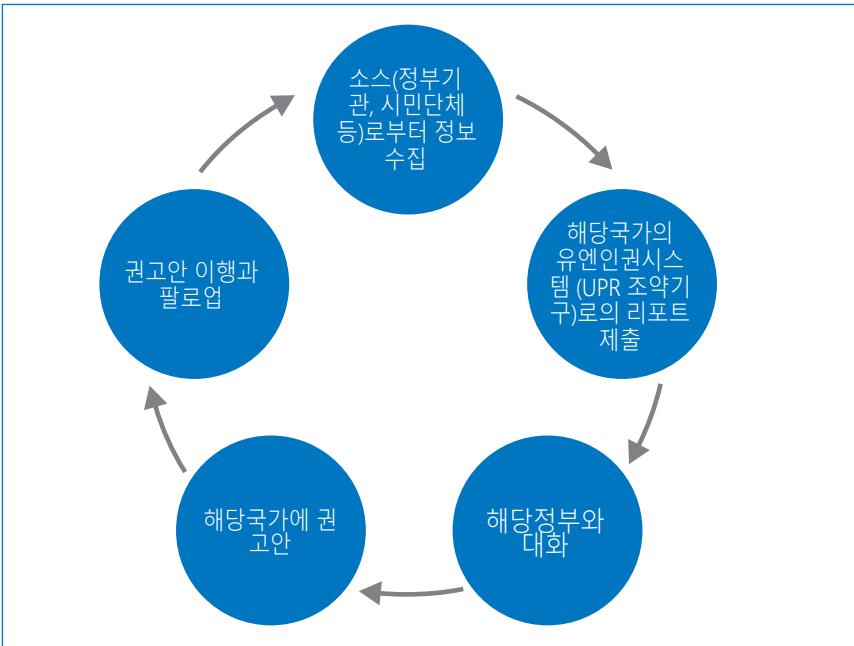 소스(정부기
관, 시민단체
등)로부터 정보
수집
해당국가의
유엔인권시스
템 (UPR 조약기
구)로의 리포트
제출
해당정부와
대화
해당국가에 권
고안
권고안 이행과
팔로업